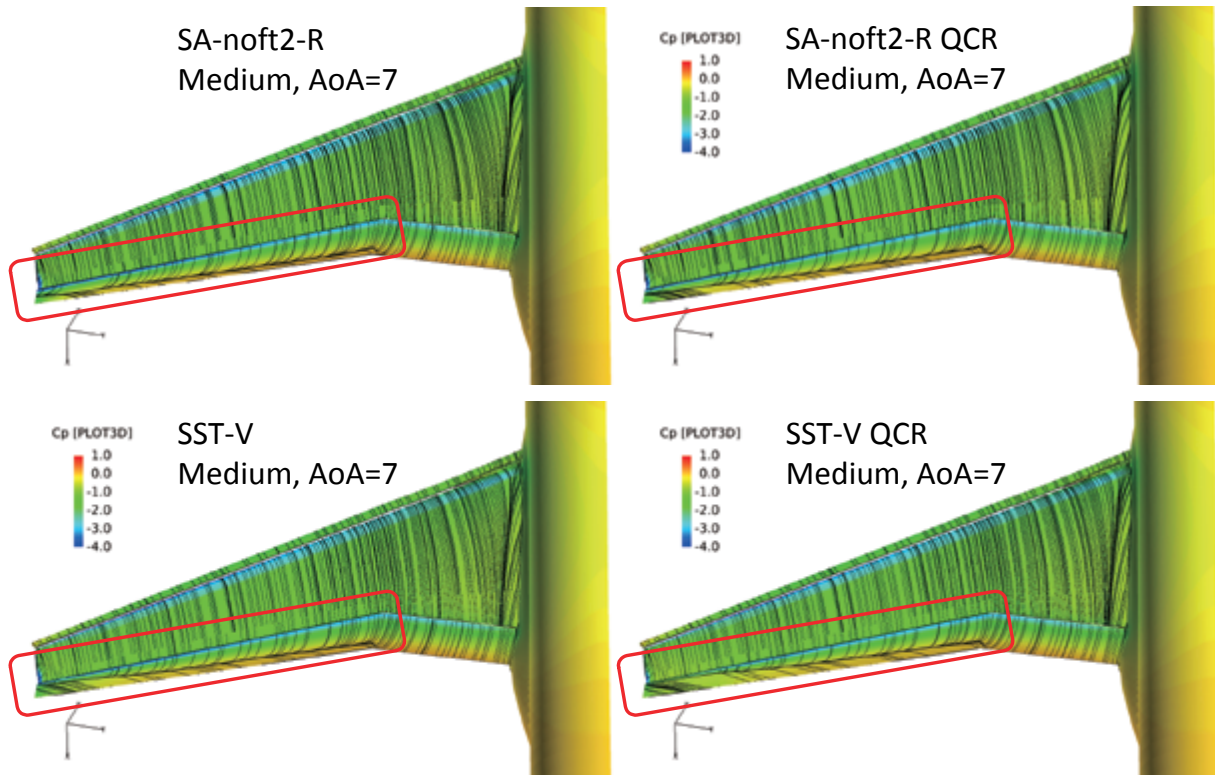 SA-noft2-R
Medium, AoA=7
Cp [PLOT3D]
1.0
0.0
-1.0
-2.0
-3.0
-4.0
SA-noft2-R QCR
Medium, AoA=7
Cp [PLOT3D]
1.0
0.0
-1.0
-2.0
-3.0
-4.0
SST-V
Medium, AoA=7
Cp [PLOT3D]
1.0
0.0
-1.0
-2.0
-3.0
-4.0
SST-V QCR
Medium, AoA=7